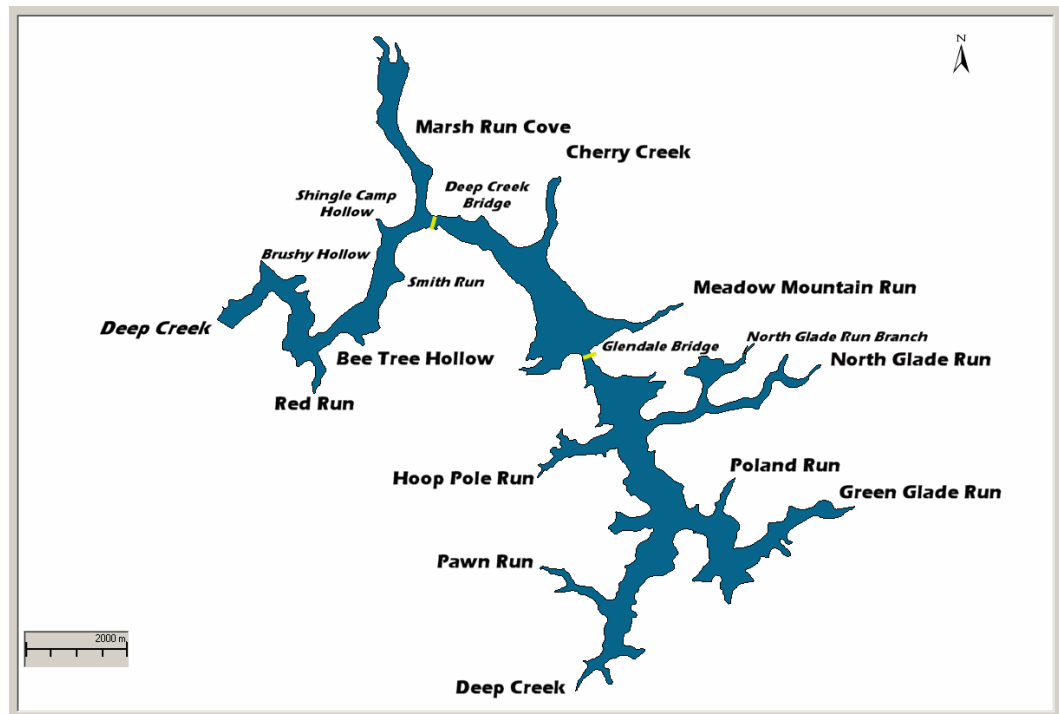 N
Marsh Run Cove
Cherry Creek
Deep Creek
Bridge
Shingle Camp
Hollow
Brushy Hollow
Smith Run
Meadow Mountain Run
Deep Creek
North Glade Run Branch
Glendale Bridge
Bee Tree Hollow
North Glade Run
Red Run
Poland Run
Hoop Pole Run
Green Glade Run
Pawn Run
2000 m
Deep Creek